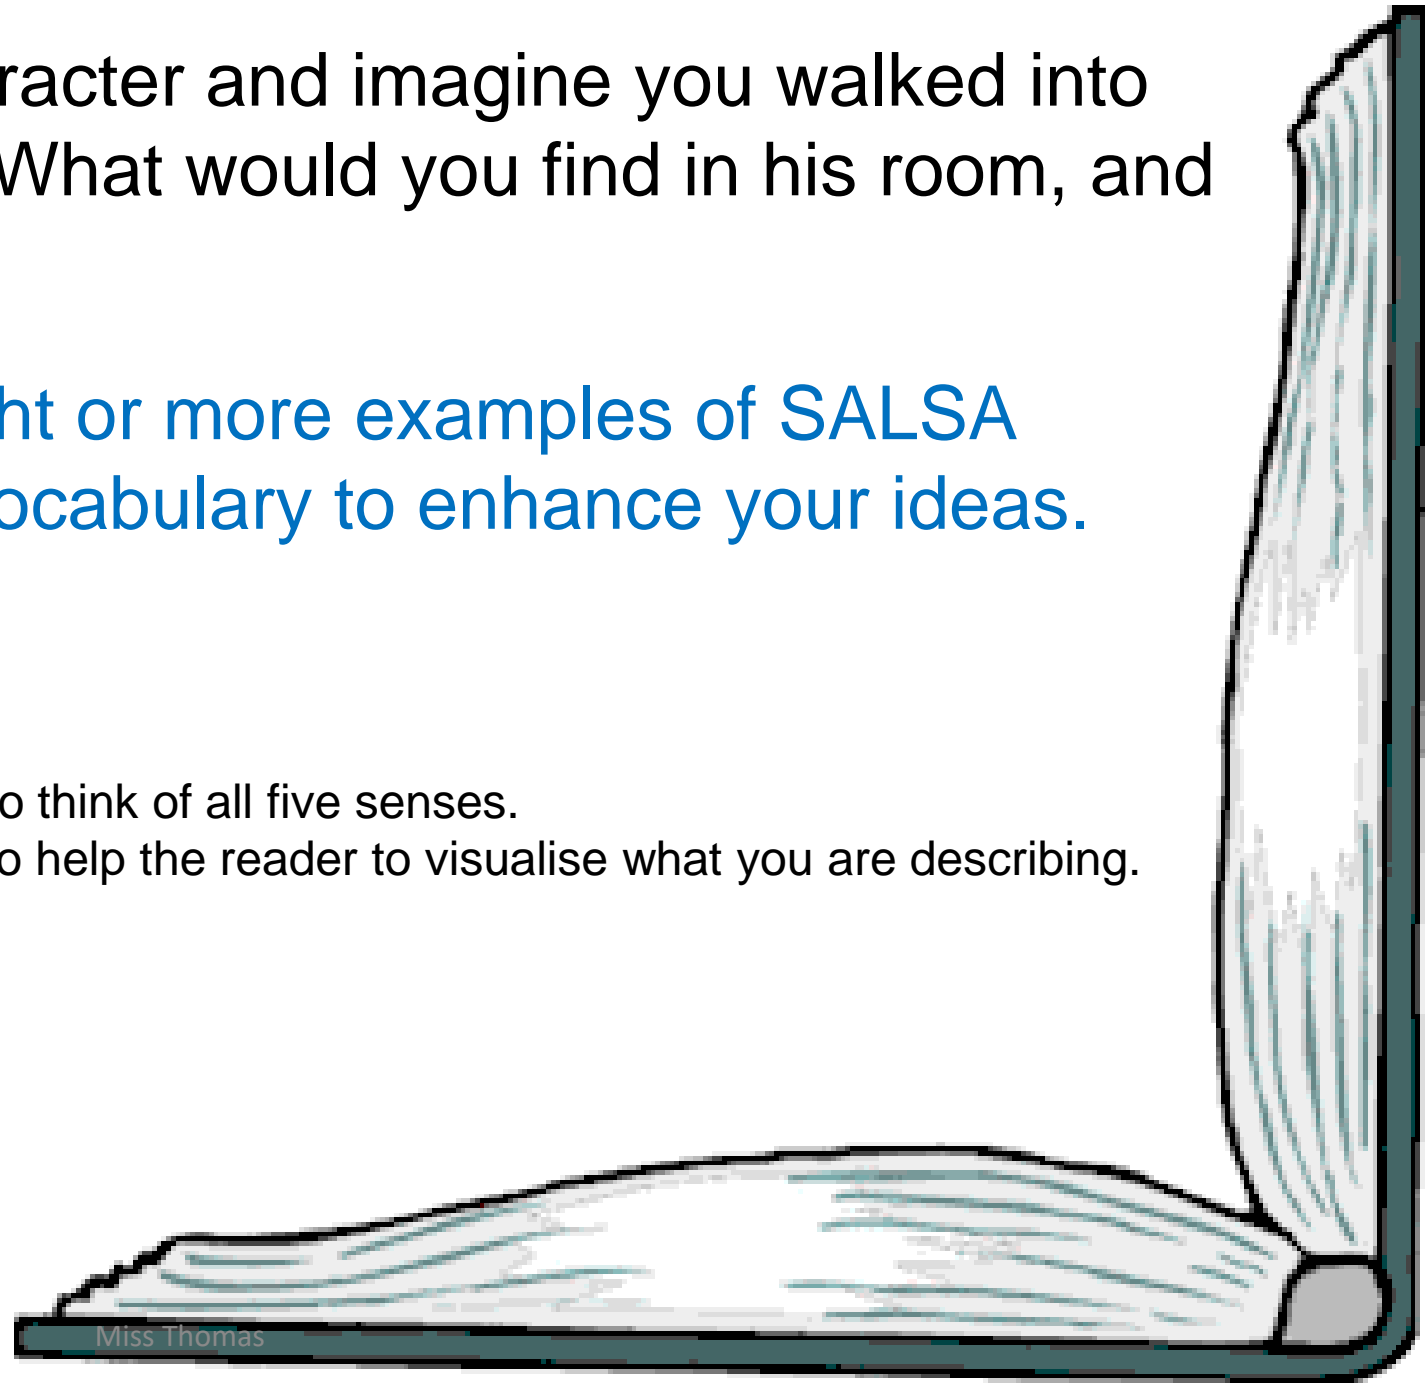 racter and imagine you walked into
What would you find in his room, and
ht or more examples of SALSA
ocabulary to enhance your ideas.
o think of all five senses.
o help the reader to visualise what you are describing.
Miss Thomas